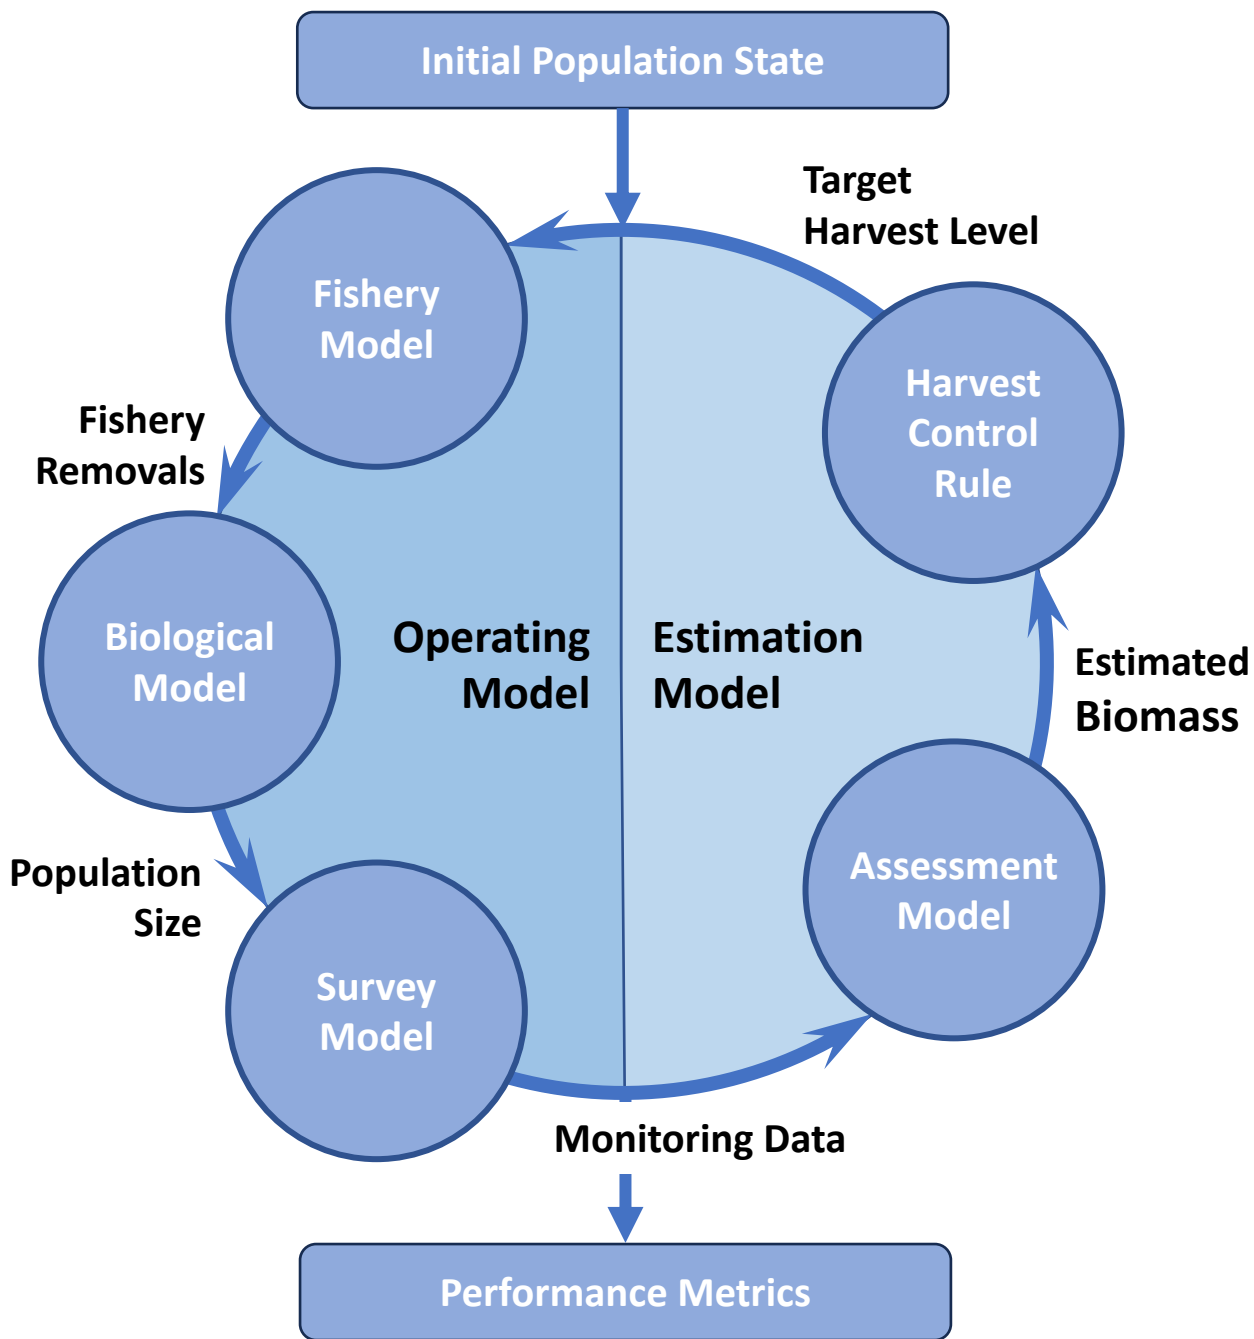 Initial Population State
Target
Harvest Level
Fishery
Model
Harvest
Control
Rule
Fishery
Removals
Biological
Model
Operating
Model
Estimation
Model
Estimated
Biomass
Population
Size
Assessment
Model
Survey
Model
Monitoring Data
Performance Metrics